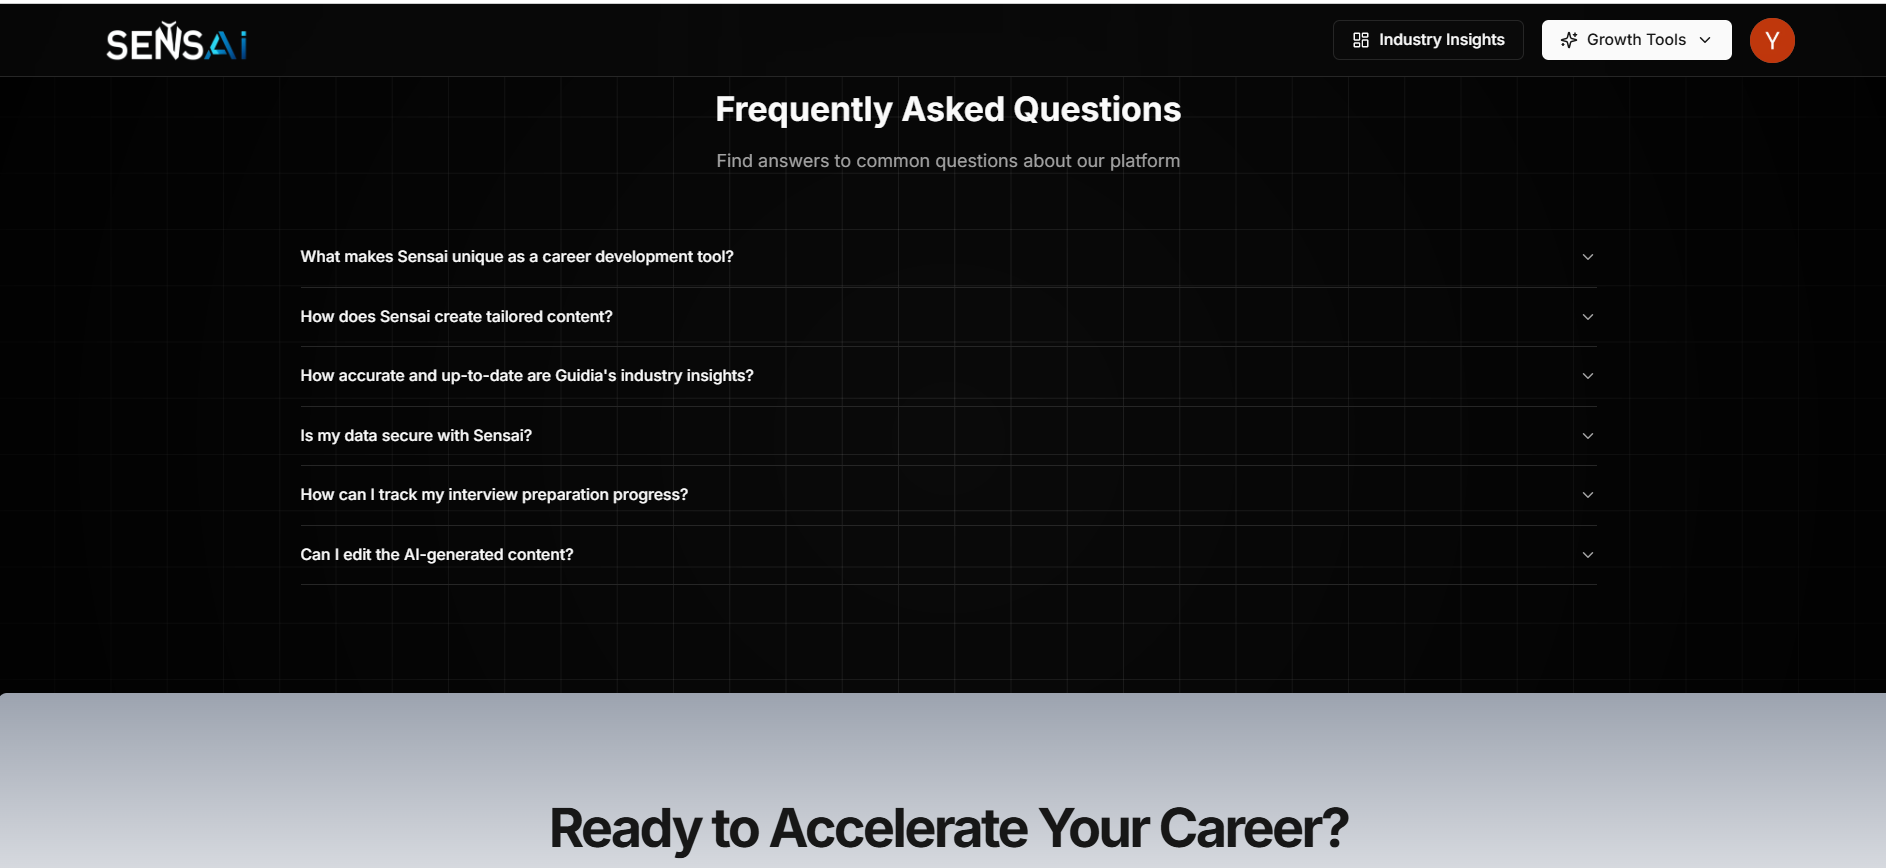 SENSAi
Industry Insights
Growth Tools
Y
Frequently Asked Questions
Find answers to common questions about our platform
What makes Sensai unique as a career development tool?
How does Sensai create tailored content?
How accurate and up-to-date are Guidia's industry insights?
Is my data secure with Sensai?
How can I track my interview preparation progress?
Can I edit the AI-generated content?
Ready to Accelerate Your Career?